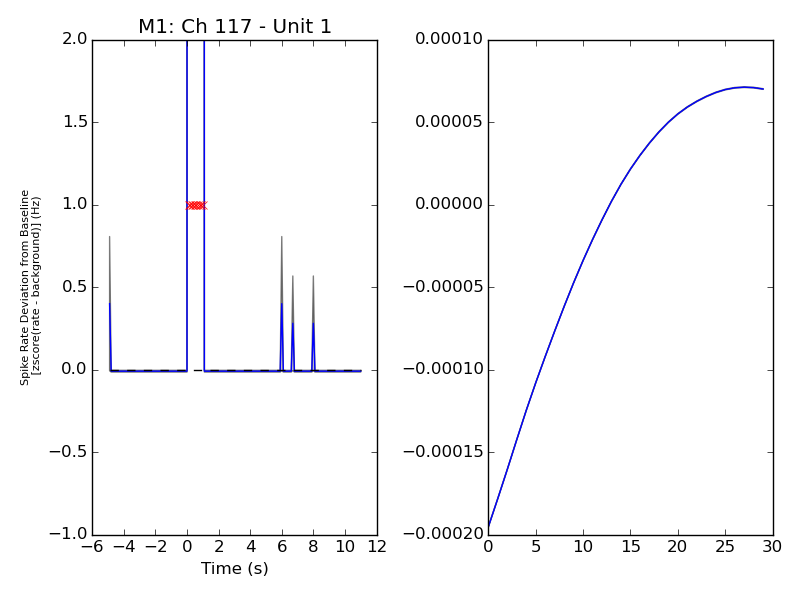 M1: Ch 117 - Unit 1
2.0
1.5
1.0
0.5
0.0
−0.5
−1.0
Spike Rate Deviation from Baseline
[zscore(rate - background)] (Hz)
−6 −4 −2 0 2 4 6 8 10 12
Time (s)
0.00010
0.00005
0.00000
−0.00005
−0.00010
−0.00015
−0.00020
0 5 10 15 20 25 30